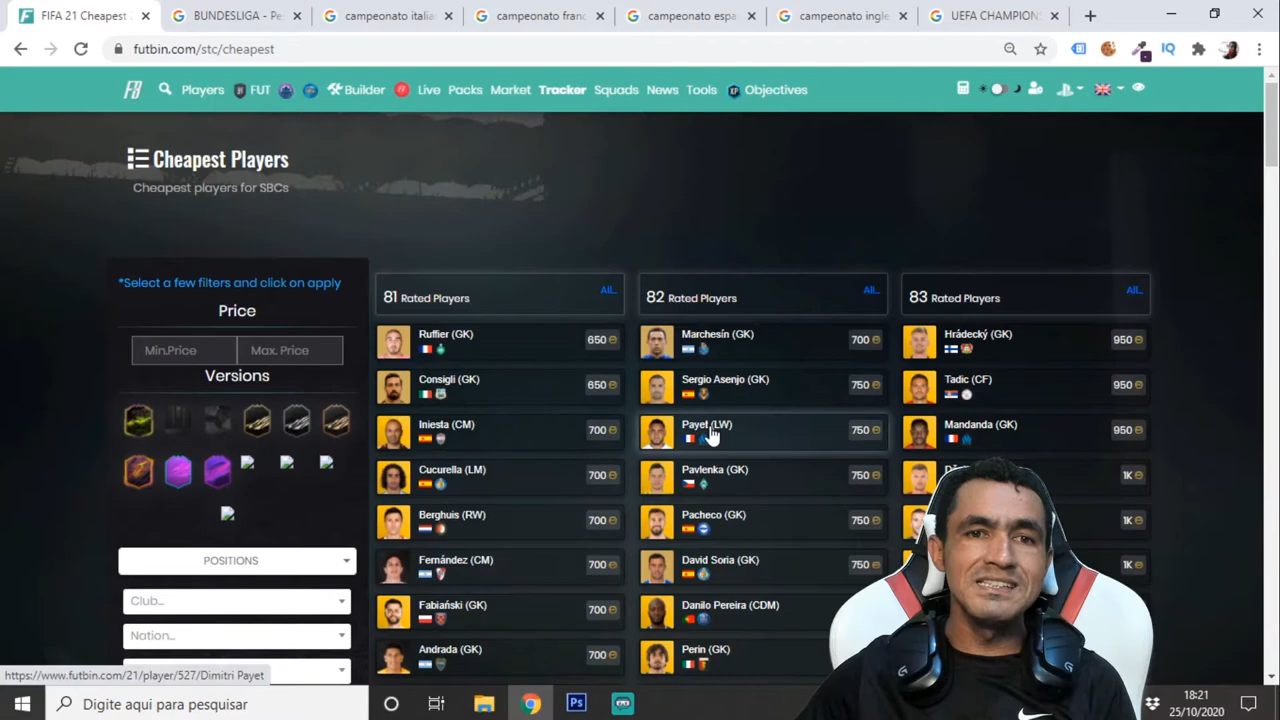 FIFA 21 Cheapest
BUNDESLIGA - Pes
campeonato italia
campeonato franc
campeonato espa
campeonato ingle
UEFA CHAMPIONS
futbin.com/stc/cheapest
Players
FUT
Builder
Live
Packs
Market
Tracker
Squads
News
Tools
Objectives
Cheapest Players
Cheapest players for SBCs
*Select a few filters and click on apply
Price
Min.Price
Max. Price
Versions
POSITIONS
Club...
Nation...
81 Rated Players
All...
Ruffier (GK)
650
Consigli (GK)
650
Iniesta (CM)
700
Cucurella (LM)
700
Berghuis (RW)
700
Fernández (CM)
700
Fabiański (GK)
700
Andrada (GK)
700
82 Rated Players
All...
Marchesín (GK)
700
Sergio Asenjo (GK)
750
Payet (LW)
750
Pavlenka (GK)
750
Pacheco (GK)
750
David Soria (GK)
750
Danilo Pereira (CDM)
Perin (GK)
83 Rated Players
All...
Hrádecký (GK)
950
Tadic (CF)
950
Mandanda (GK)
950
1K
1K
1K
https://www.futbin.com/21/player/527/Dimitri Payet
Digite aqui para pesquisar
Ps
18:21
25/10/2020